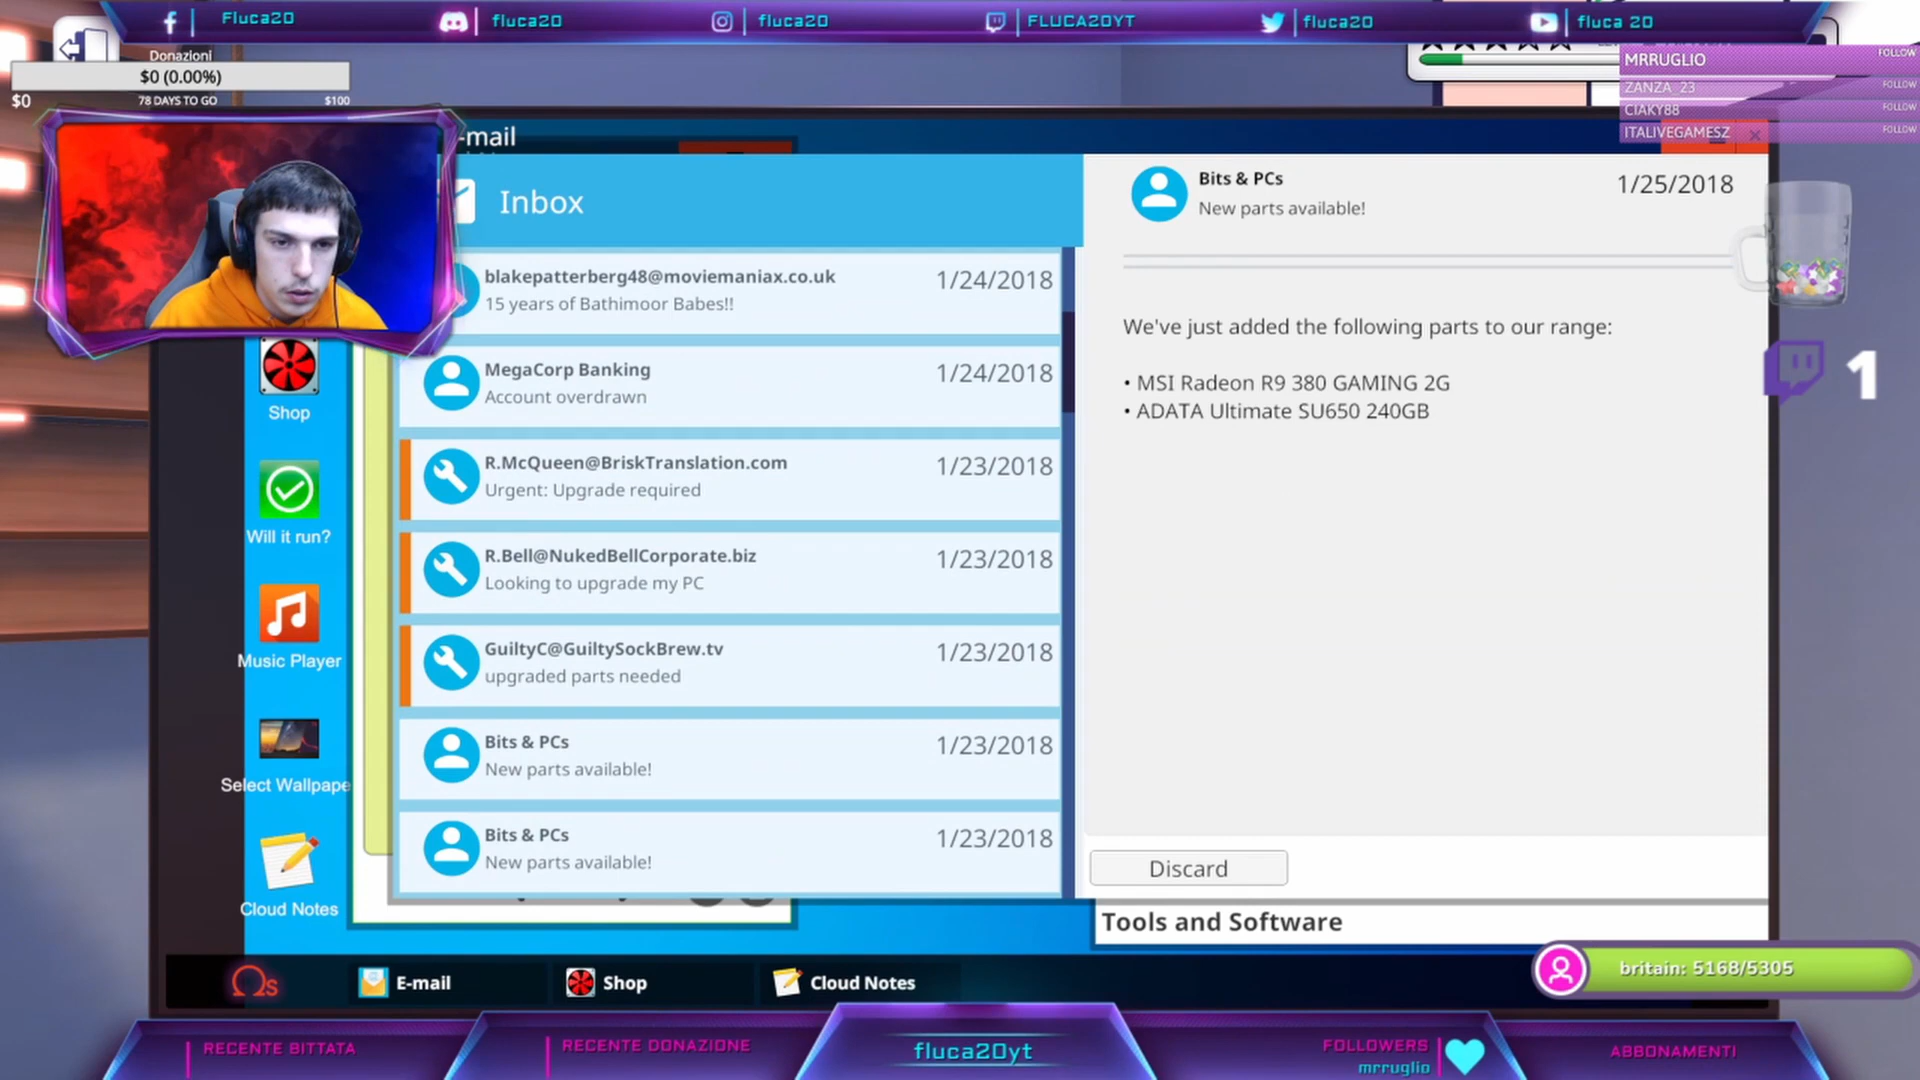 Fluca20
fluca20
fluca20
FLUCA20YT
fluca20
fluca 20
Donazioni
$0 (0.00%)
$0
78 DAYS TO GO
$100
MRRUGLIO
FOLLOW
ZANZA_23
FOLLOW
CIAKY88
FOLLOW
ITALIVEGAMESZ
FOLLOW
-mail
Inbox
blakepatterberg48@moviemaniax.co.uk
1/24/2018
15 years of Bathimoor Babes!!
MegaCorp Banking
1/24/2018
Account overdrawn
R.McQueen@BriskTranslation.com
1/23/2018
Urgent: Upgrade required
R.Bell@NukedBellCorporate.biz
1/23/2018
Looking to upgrade my PC
GuiltyC@GuiltySockBrew.tv
1/23/2018
upgraded parts needed
Bits & PCs
1/23/2018
New parts available!
Bits & PCs
1/23/2018
New parts available!
Bits & PCs
1/25/2018
New parts available!
We've just added the following parts to our range:
• MSI Radeon R9 380 GAMING 2G
• ADATA Ultimate SU650 240GB
Discard
Tools and Software
1
Shop
Will it run?
Music Player
Select Wallpape
Cloud Notes
Ωs
E-mail
Shop
Cloud Notes
britain: 5168/5305
RECENTE BITTATA
RECENTE DONAZIONE
fluca20yt
FOLLOWERS
mrruglio
ABBONAMENTI